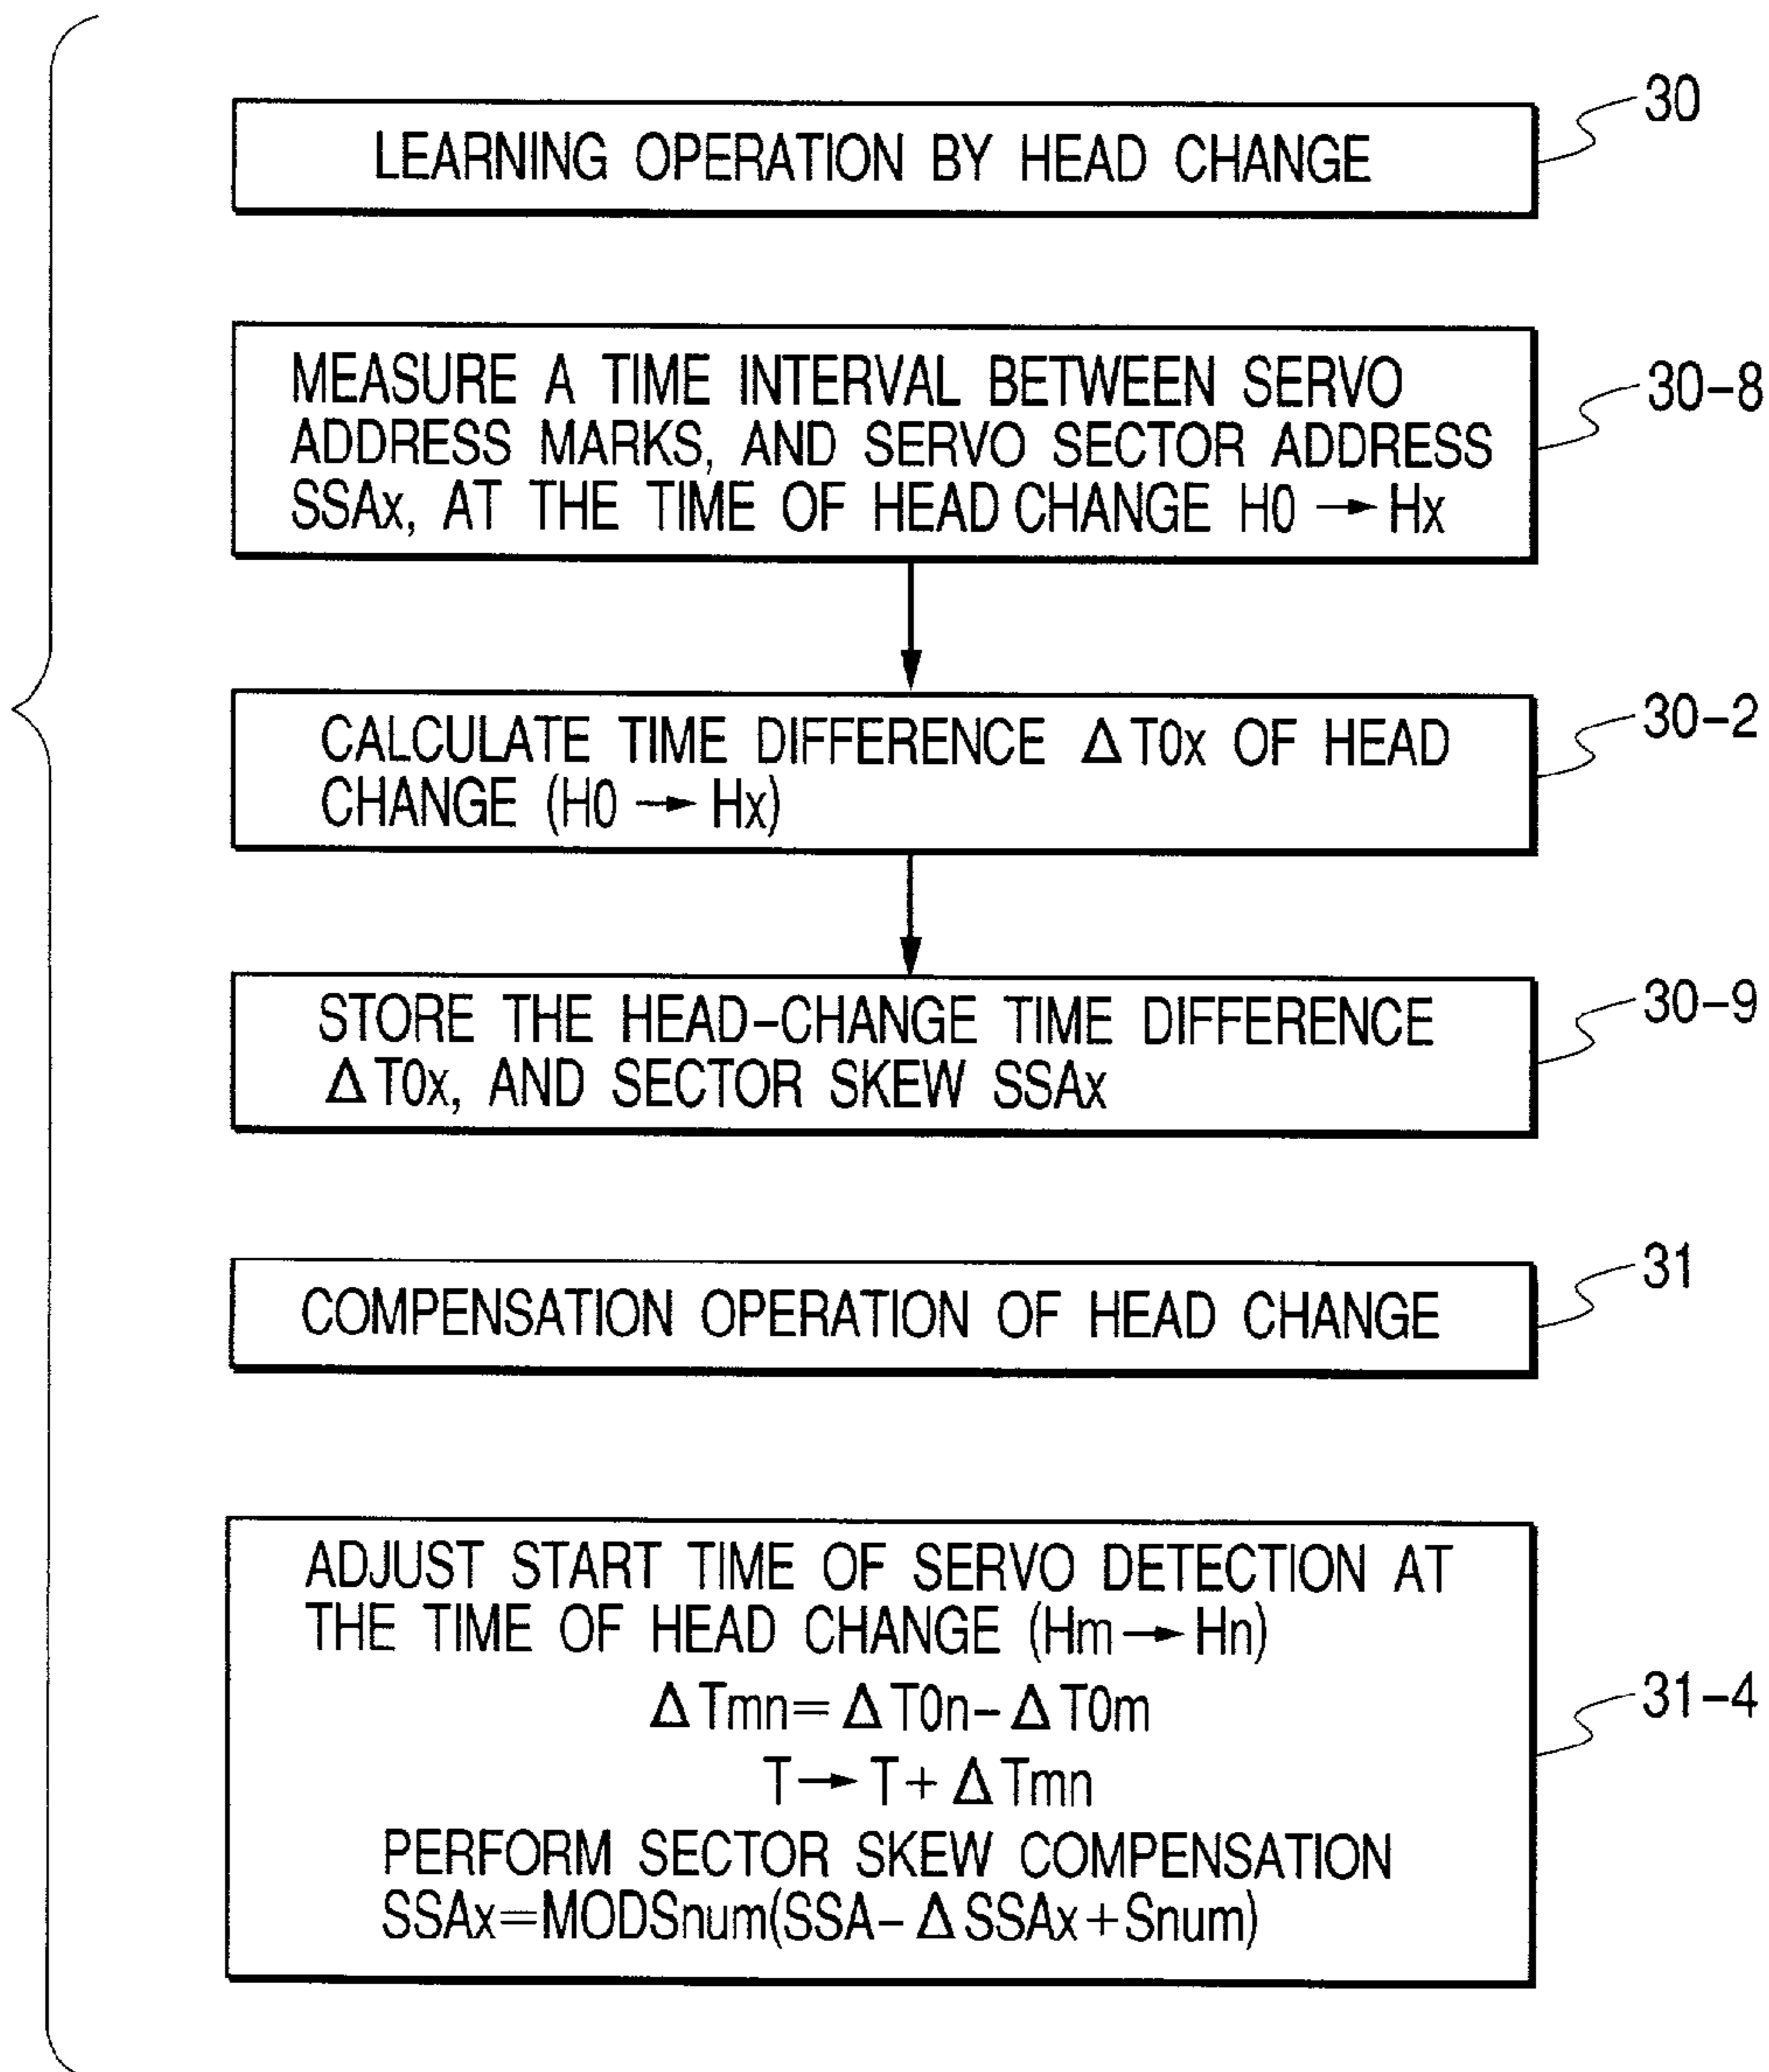 30
LEARNING OPERATION BY HEAD CHANGE
30-8
MEASURE A TIME INTERVAL BETWEEN SERVO
ADDRESS MARKS, AND SERVO SECTOR ADDRESS
SSAx, AT THE TIME OF HEAD CHANGE H0 → Hx
30-2
CALCULATE TIME DIFFERENCE ΔT0x OF HEAD
CHANGE (H0 → Hx)
30-9
STORE THE HEAD-CHANGE TIME DIFFERENCE
ΔT0x, AND SECTOR SKEW SSAx
31
COMPENSATION OPERATION OF HEAD CHANGE
31-4
ADJUST START TIME OF SERVO DETECTION AT
THE TIME OF HEAD CHANGE (Hm → Hn)
ΔTmn=ΔT0n-ΔT0m
T → T+ΔTmn
PERFORM SECTOR SKEW COMPENSATION
SSAx=MODSnum(SSA-ΔSSAx+Snum)